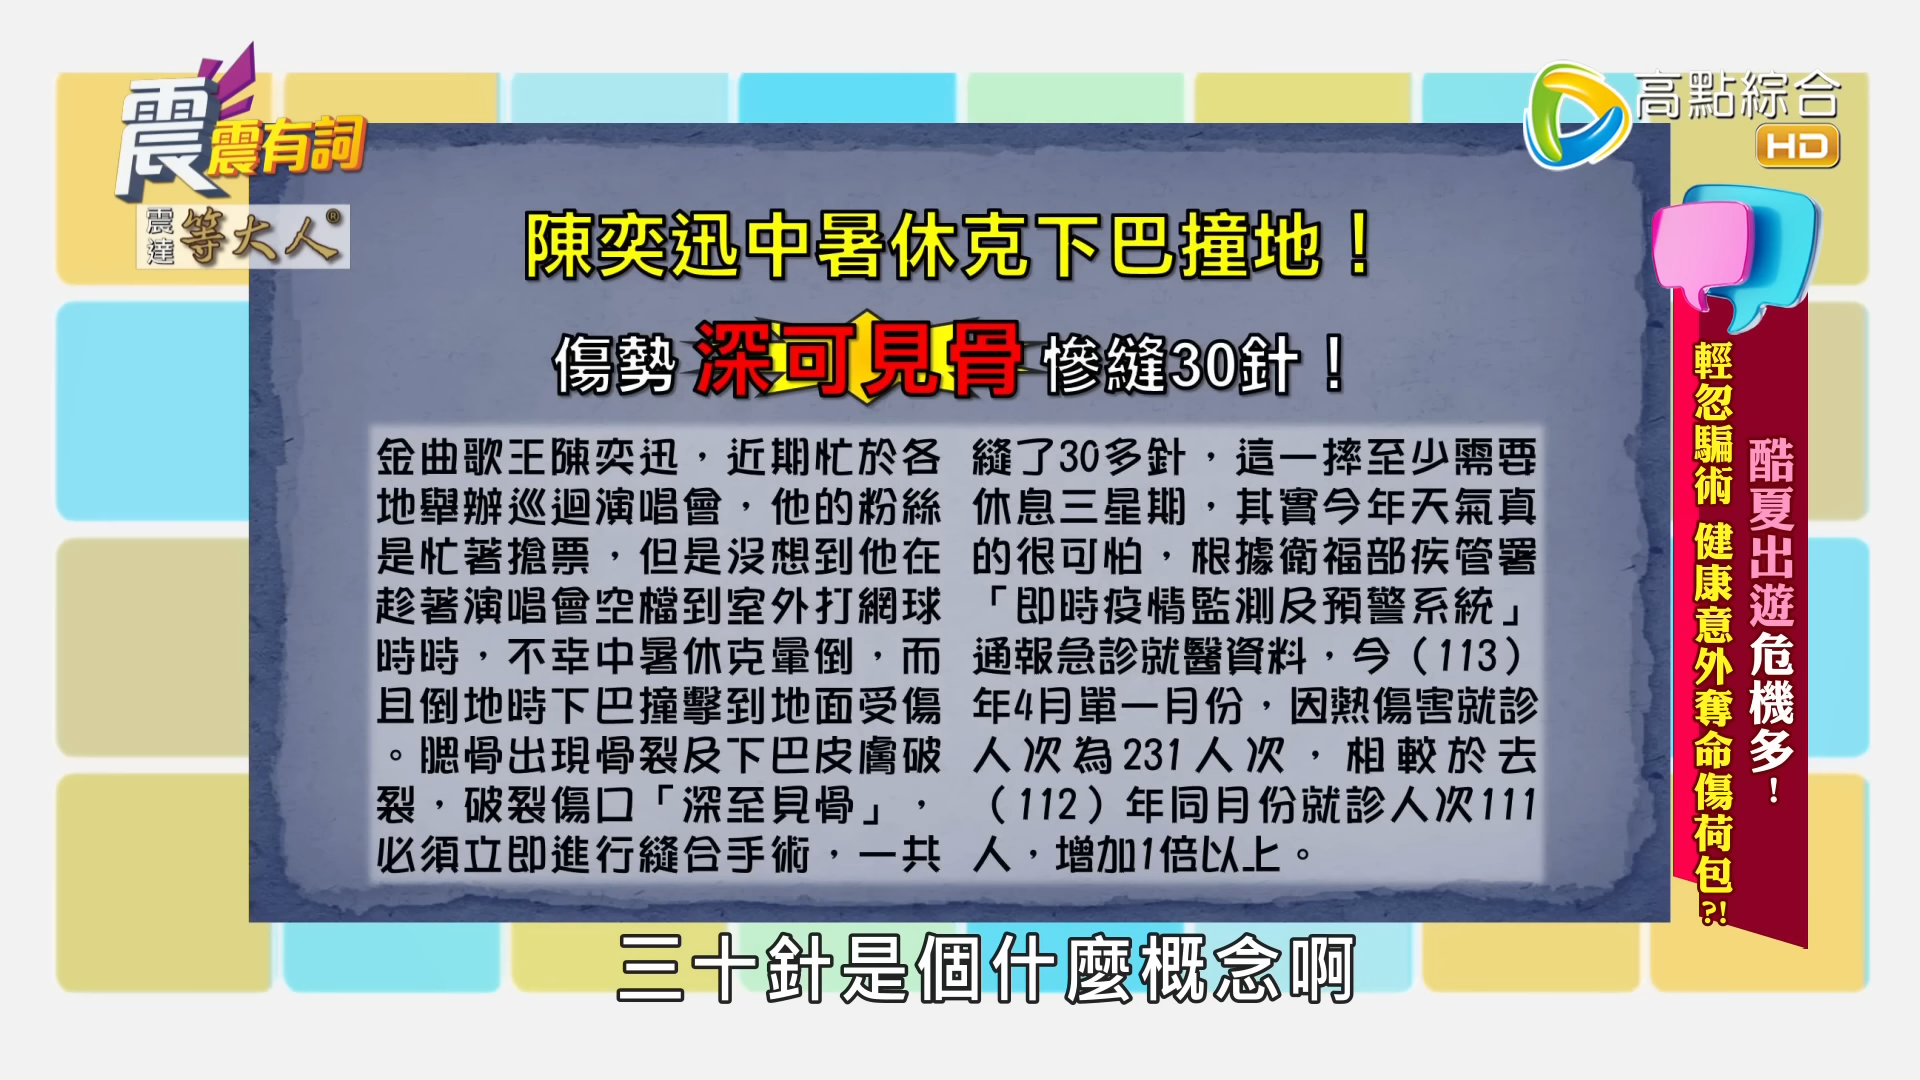 震震有詞
震達 等大人®
高點綜合
HD
陳奕迅中暑休克下巴撞地！
傷勢深可見骨慘縫30針！
金曲歌王陳奕迅，近期忙於各
地舉辦巡迴演唱會，他的粉絲
是忙著搶票，但是沒想到他在
趁著演唱會空檔到室外打網球
時時，不幸中暑休克暈倒，而
且倒地時下巴撞擊到地面受傷
。腮骨出現骨裂及下巴皮膚破
裂，破裂傷口「深至見骨」，
必須立即進行縫合手術，一共
縫了30多針，這一摔至少需要
休息三星期，其實今年天氣真
的很可怕，根據衛福部疾管署
「即時疫情監測及預警系統」
通報急診就醫資料，今（113）
年4月單一月份，因熱傷害就診
人次為231人次，相較於去
（112）年同月份就診人次111
人，增加1倍以上。
酷夏出遊危機多！
輕忽騙術 健康意外奪命傷荷包?!
三十針是個什麼概念啊